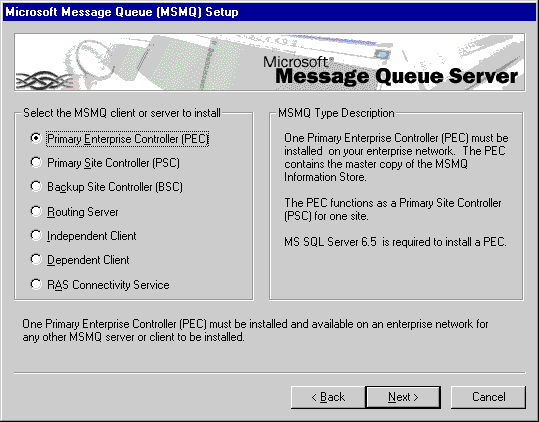 Microsoft Message Queue (MSMQ) Setup
Microsoft
Message Queue Server
Select the MSMQ client or server to install
Primary Enterprise Controller (PEC)
Primary Site Controller (PSC)
Backup Site Controller (BSC)
Routing Server
Independent Client
Dependent Client
RAS Connectivity Service
MSMQ Type Description
One Primary Enterprise Controller (PEC) must be
installed on your enterprise network. The PEC
contains the master copy of the MSMQ
Information Store.
The PEC functions as a Primary Site Controller
(PSC) for one site.
MS SQL Server 6.5 is required to install a PEC.
One Primary Enterprise Controller (PEC) must be installed and available on an enterprise network for
any other MSMQ server or client to be installed.
< Back
Next >
Cancel